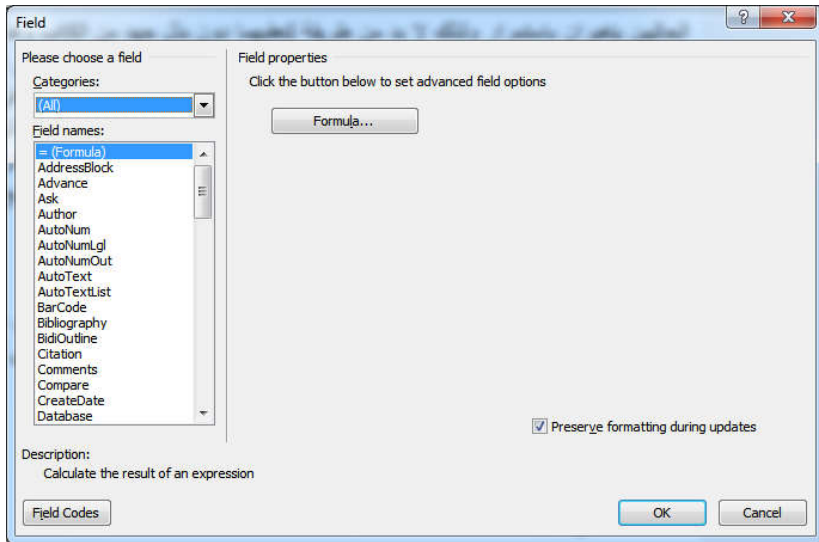 Field
Please choose a field
Categories:
(All)
Field names:
= (Formula)
AddressBlock
Advance
Ask
Author
AutoNum
AutoNumLgl
AutoNumOut
AutoText
AutoTextList
BarCode
Bibliography
BidiOutline
Citation
Comments
Compare
CreateDate
Database
Field properties
Click the button below to set advanced field options
Formula...
Preserve formatting during updates
Description:
Calculate the result of an expression
Field Codes
OK
Cancel